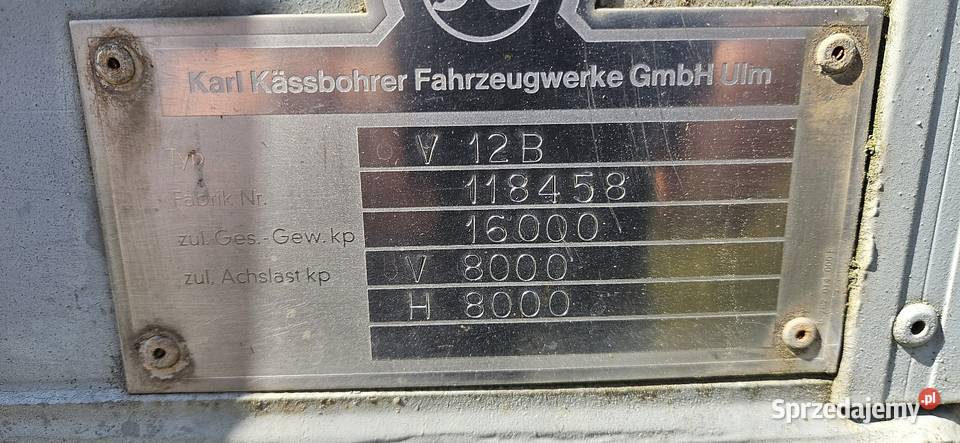 Karl Kässbohrer Fahrzeugwerke GmbH Ulm
V 12B
Fabrik Nr. 118458
zul. Ges.-Gew. kp 16000
zul. Achslast kp V 8000
H 8000
Sprzedajemy.pl